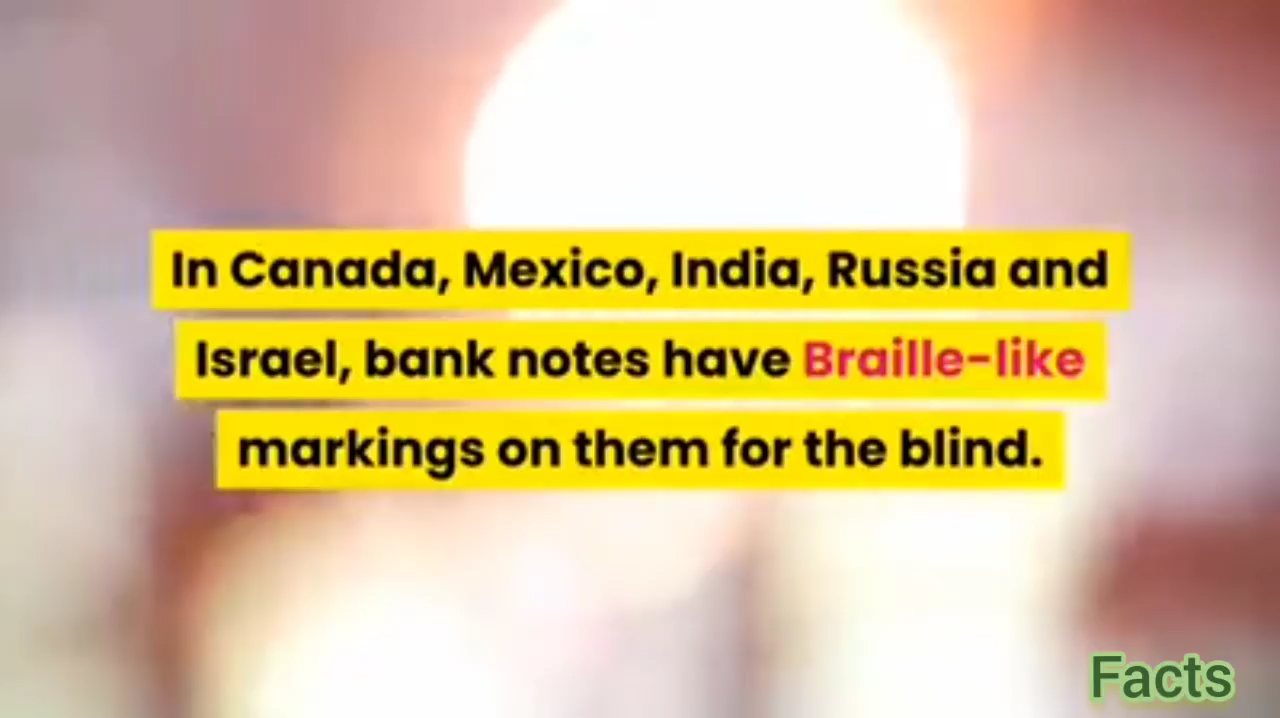 In Canada, Mexico, India, Russia and
Israel, bank notes have Braille-like
markings on them for the blind.
Facts